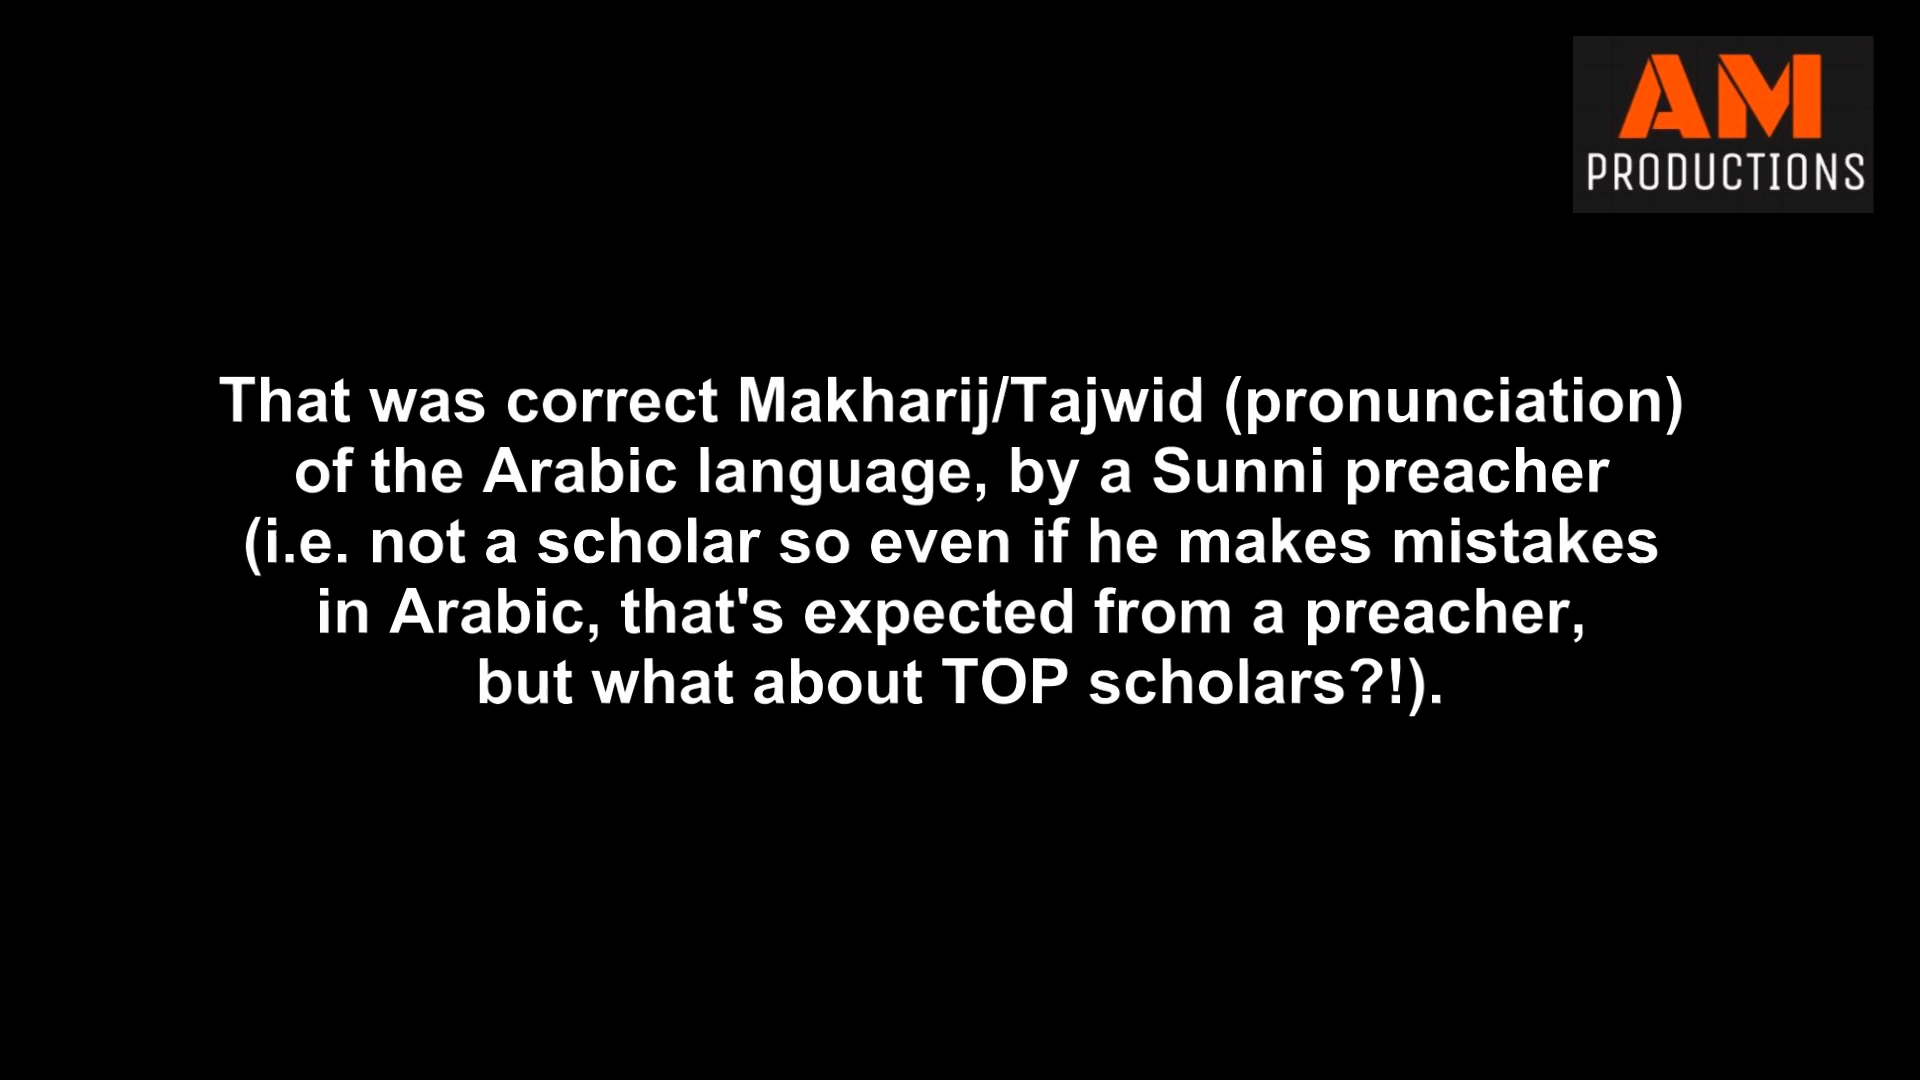 AM
PRODUCTIONS
That was correct Makharij/Tajwid (pronunciation)
of the Arabic language, by a Sunni preacher
(i.e. not a scholar so even if he makes mistakes
in Arabic, that's expected from a preacher,
but what about TOP scholars?!).